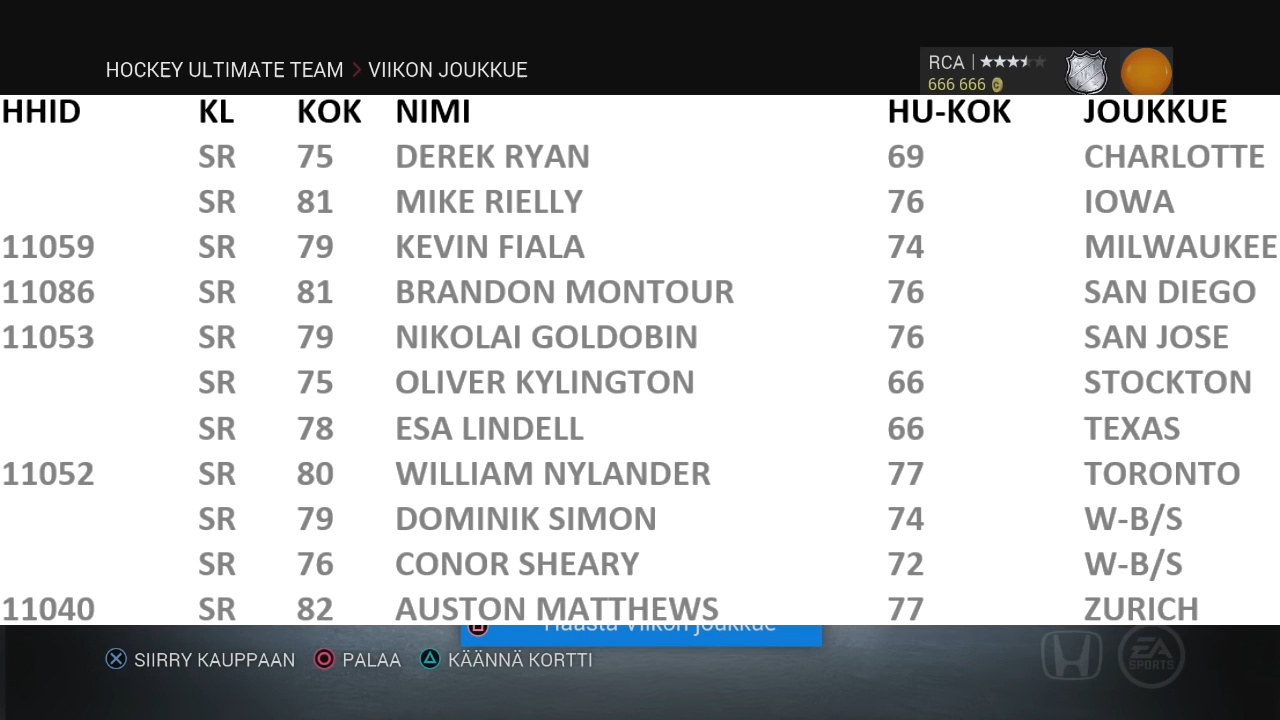 HOCKEY ULTIMATE TEAM > VIIKON JOUKKUE
RCA
666 666
HHID KL KOK NIMI HU-KOK JOUKKUE
SR 75 DEREK RYAN 69 CHARLOTTE
SR 81 MIKE RIELLY 76 IOWA
11059 SR 79 KEVIN FIALA 74 MILWAUKEE
11086 SR 81 BRANDON MONTOUR 76 SAN DIEGO
11053 SR 79 NIKOLAI GOLDOBIN 76 SAN JOSE
SR 75 OLIVER KYLINGTON 66 STOCKTON
SR 78 ESA LINDELL 66 TEXAS
11052 SR 80 WILLIAM NYLANDER 77 TORONTO
SR 79 DOMINIK SIMON 74 W-B/S
SR 76 CONOR SHEARY 72 W-B/S
11040 SR 82 AUSTON MATTHEWS 77 ZURICH
Haasta Viikon joukkue
SIIRRY KAUPPAAN PALAA KÄÄNNÄ KORTTI
EA SPORTS